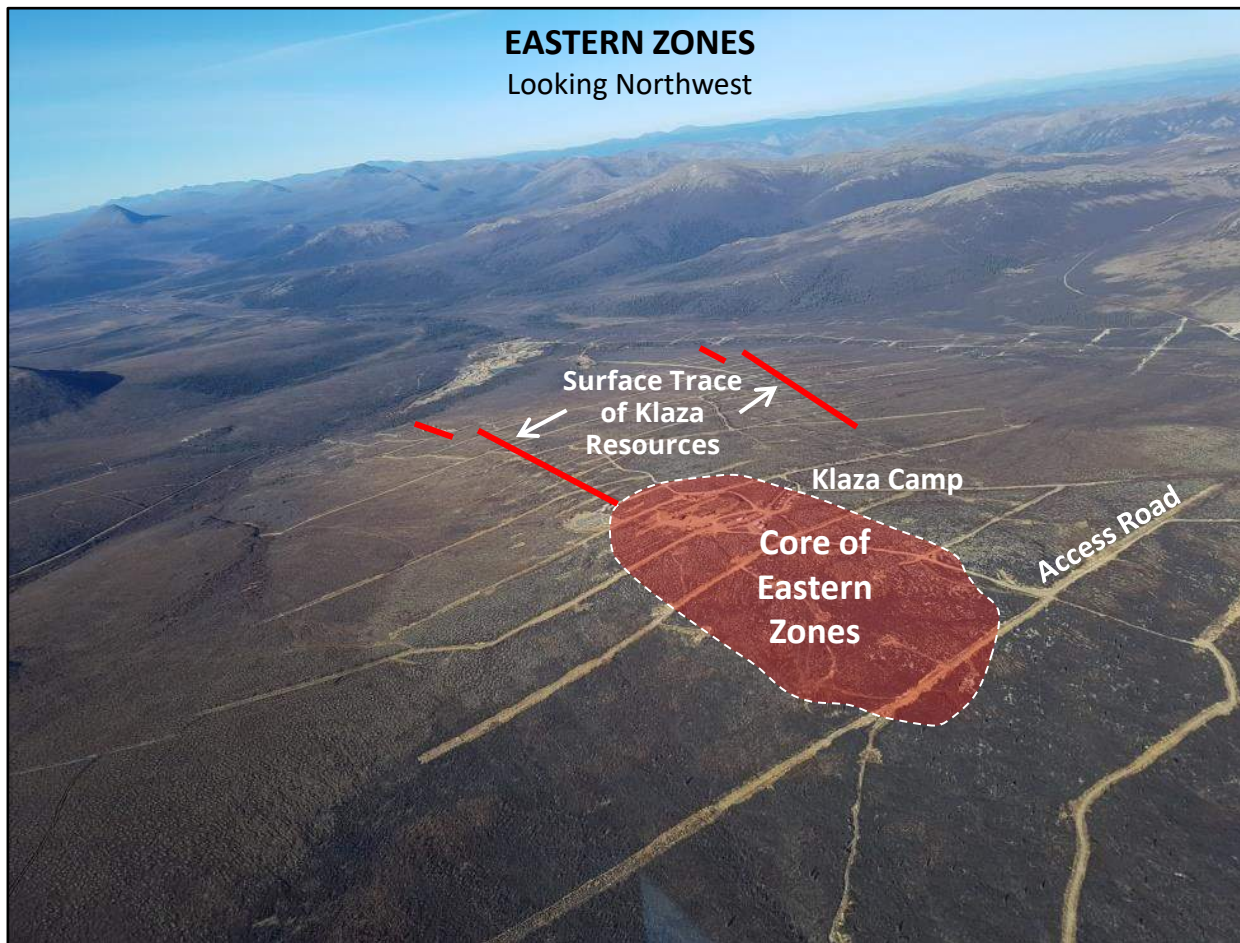 EASTERN ZONES
Looking Northwest
Surface Trace
of Klaza
Resources
Klaza Camp
Access Road
Core of
Eastern
Zones